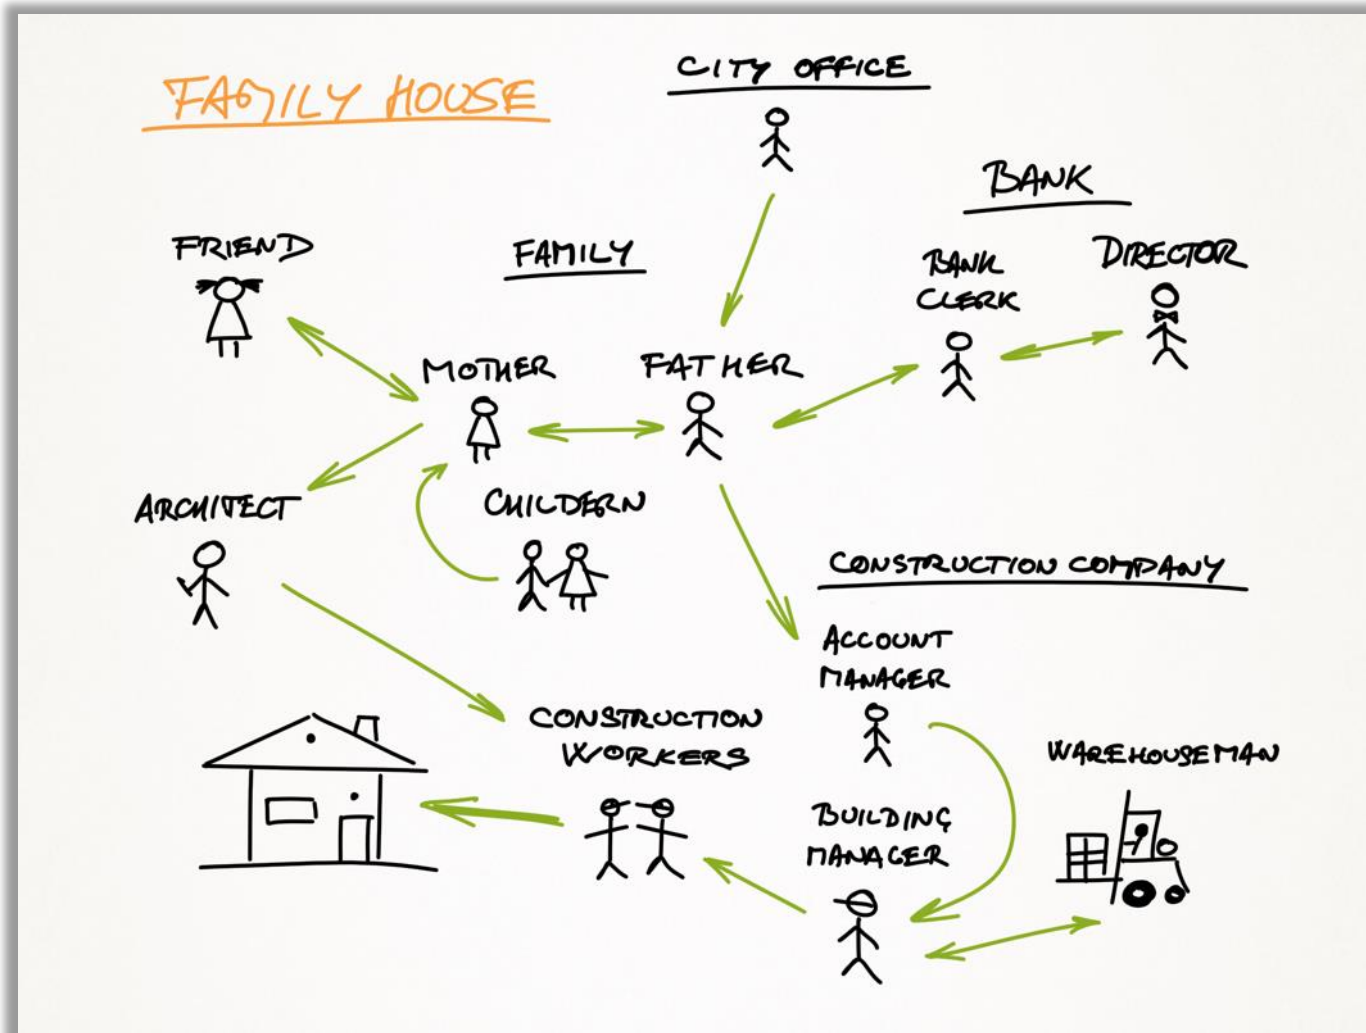 FAMILY HOUSE
CITY OFFICE
BANK
FRIEND
FAMILY
BANK
CLERK
DIRECTOR
MOTHER
FATHER
ARCHITECT
CHILDERN
CONSTRUCTION COMPANY
ACCOUNT
MANAGER
CONSTRUCTION
WORKERS
WAREHOUSEMAN
BUILDING
MANAGER